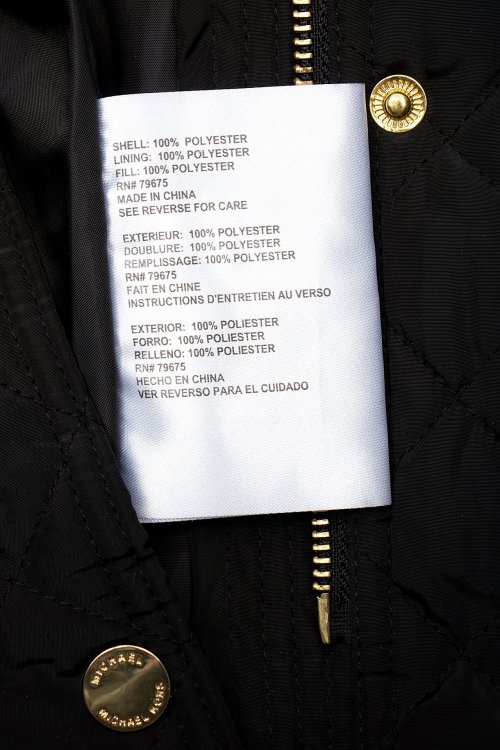 SHELL: 100% POLYESTER
LINING: 100% POLYESTER
FILL: 100% POLYESTER
RN# 79675
MADE IN CHINA
SEE REVERSE FOR CARE
EXTERIEUR: 100% POLYESTER
DOUBLURE: 100% POLYESTER
REMPLISSAGE: 100% POLYESTER
RN# 79675
FAIT EN CHINE
INSTRUCTIONS D'ENTRETIEN AU VERSO
EXTERIOR: 100% POLIESTER
FORRO: 100% POLIESTER
RELLENO: 100% POLIESTER
RN# 79675
HECHO EN CHINA
VER REVERSO PARA EL CUIDADO
MICHAEL
MICHAEL KORS